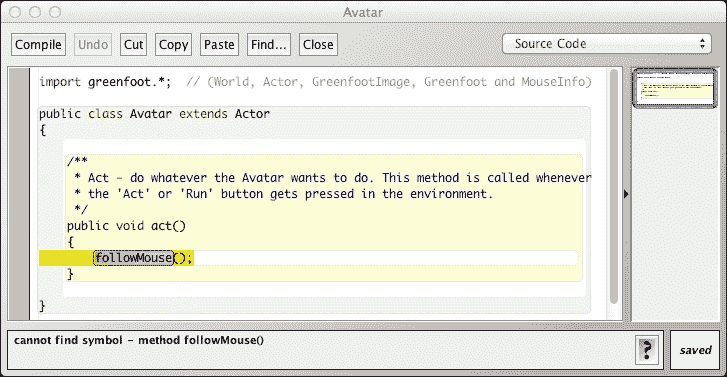 Avatar
Compile Undo Cut Copy Paste Find... Close Source Code
import greenfoot.*;  // (World, Actor, GreenfootImage, Greenfoot and MouseInfo)
public class Avatar extends Actor
{
/**
* Act - do whatever the Avatar wants to do. This method is called whenever
* the 'Act' or 'Run' button gets pressed in the environment.
*/
public void act()
{
followMouse();
}
}
cannot find symbol - method followMouse()
? saved